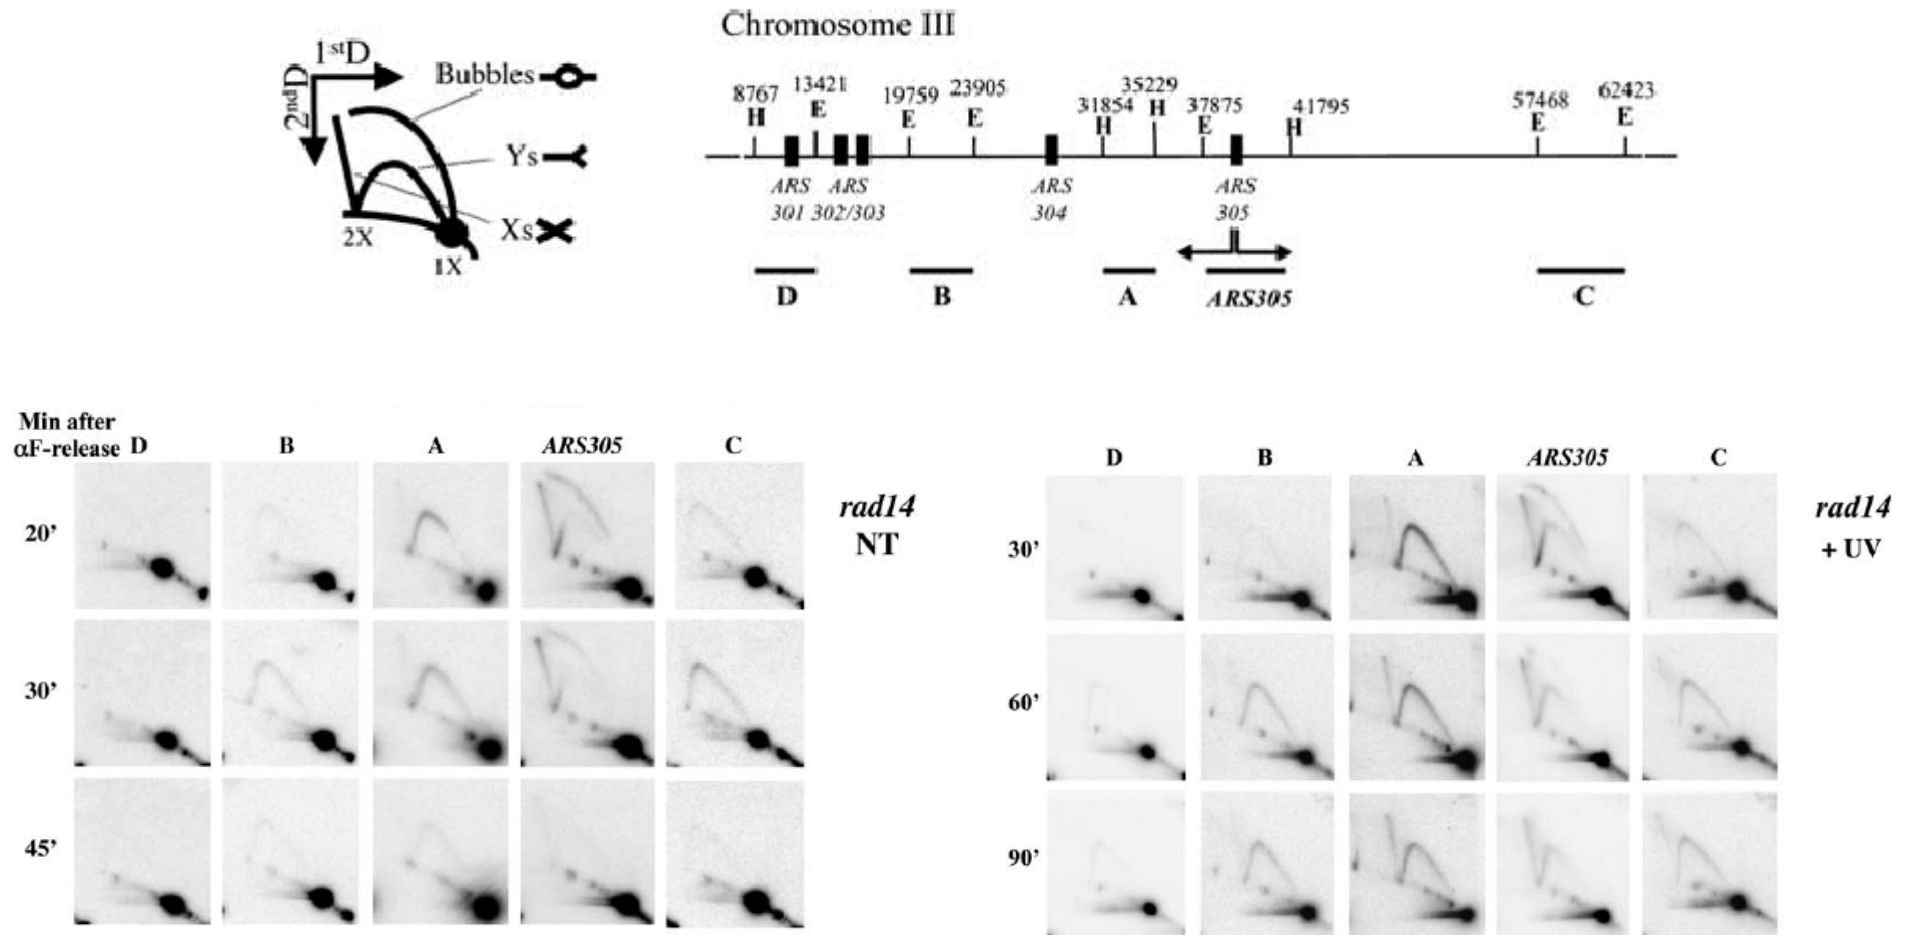 Chromosome III
1stD
2ndD
Bubbles
Ys
Xs
2X
1X
8767 13421 19759 23905 31854 35229 37875 41795 57468 62423
H E E E H H E H E E
ARS ARS ARS ARS
301 302/303 304 305
D B A ARS305 C
Min after
αF-release D B A ARS305 C
20’
30’
45’
rad14
NT
D B A ARS305 C
30’
60’
90’
rad14
+ UV